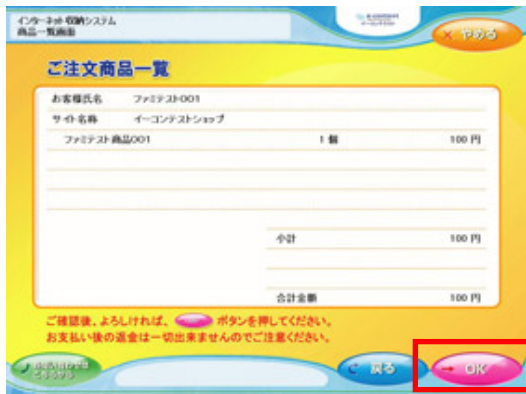 インターネット収納システム
商品一覧画面
やめる
ご注文商品一覧
お客様氏名 ファミテスト001
サイト名称 イーコンテストショップ
ファミテスト商品001 1 個 100 円
小計 100 円
合計金額 100 円
ご確認後、よろしければ、 ボタンを押してください。
お支払い後の返金は一切出来ませんのでご注意ください。
戻る
→ OK